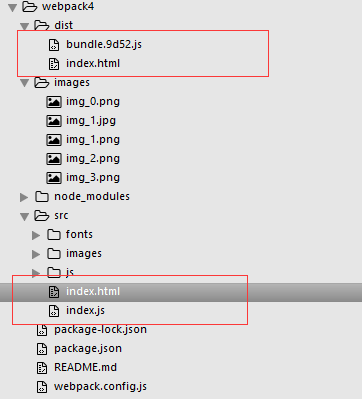 webpack4
dist
bundle.9d52.js
index.html
images
img_0.png
img_1.jpg
img_1.png
img_2.png
img_3.png
node_modules
src
fonts
images
js
index.html
index.js
package-lock.json
package.json
README.md
webpack.config.js